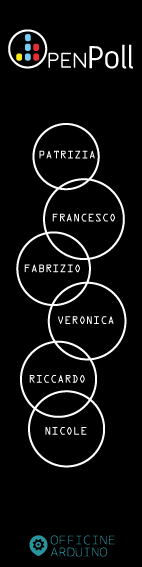 OPENPoll
PATRIZIA
FRANCESCO
FABRIZIO
VERONICA
RICCARDO
NICOLE
OFFICINE
ARDUINO